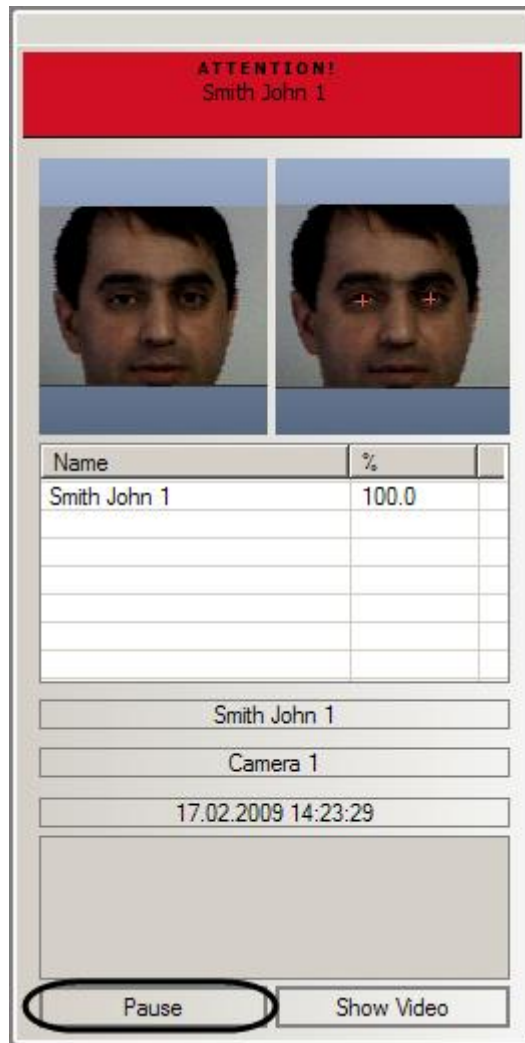 ATTENTION!
Smith John 1
Name %
Smith John 1 100.0
Smith John 1
Camera 1
17.02.2009 14:23:29
Pause Show Video